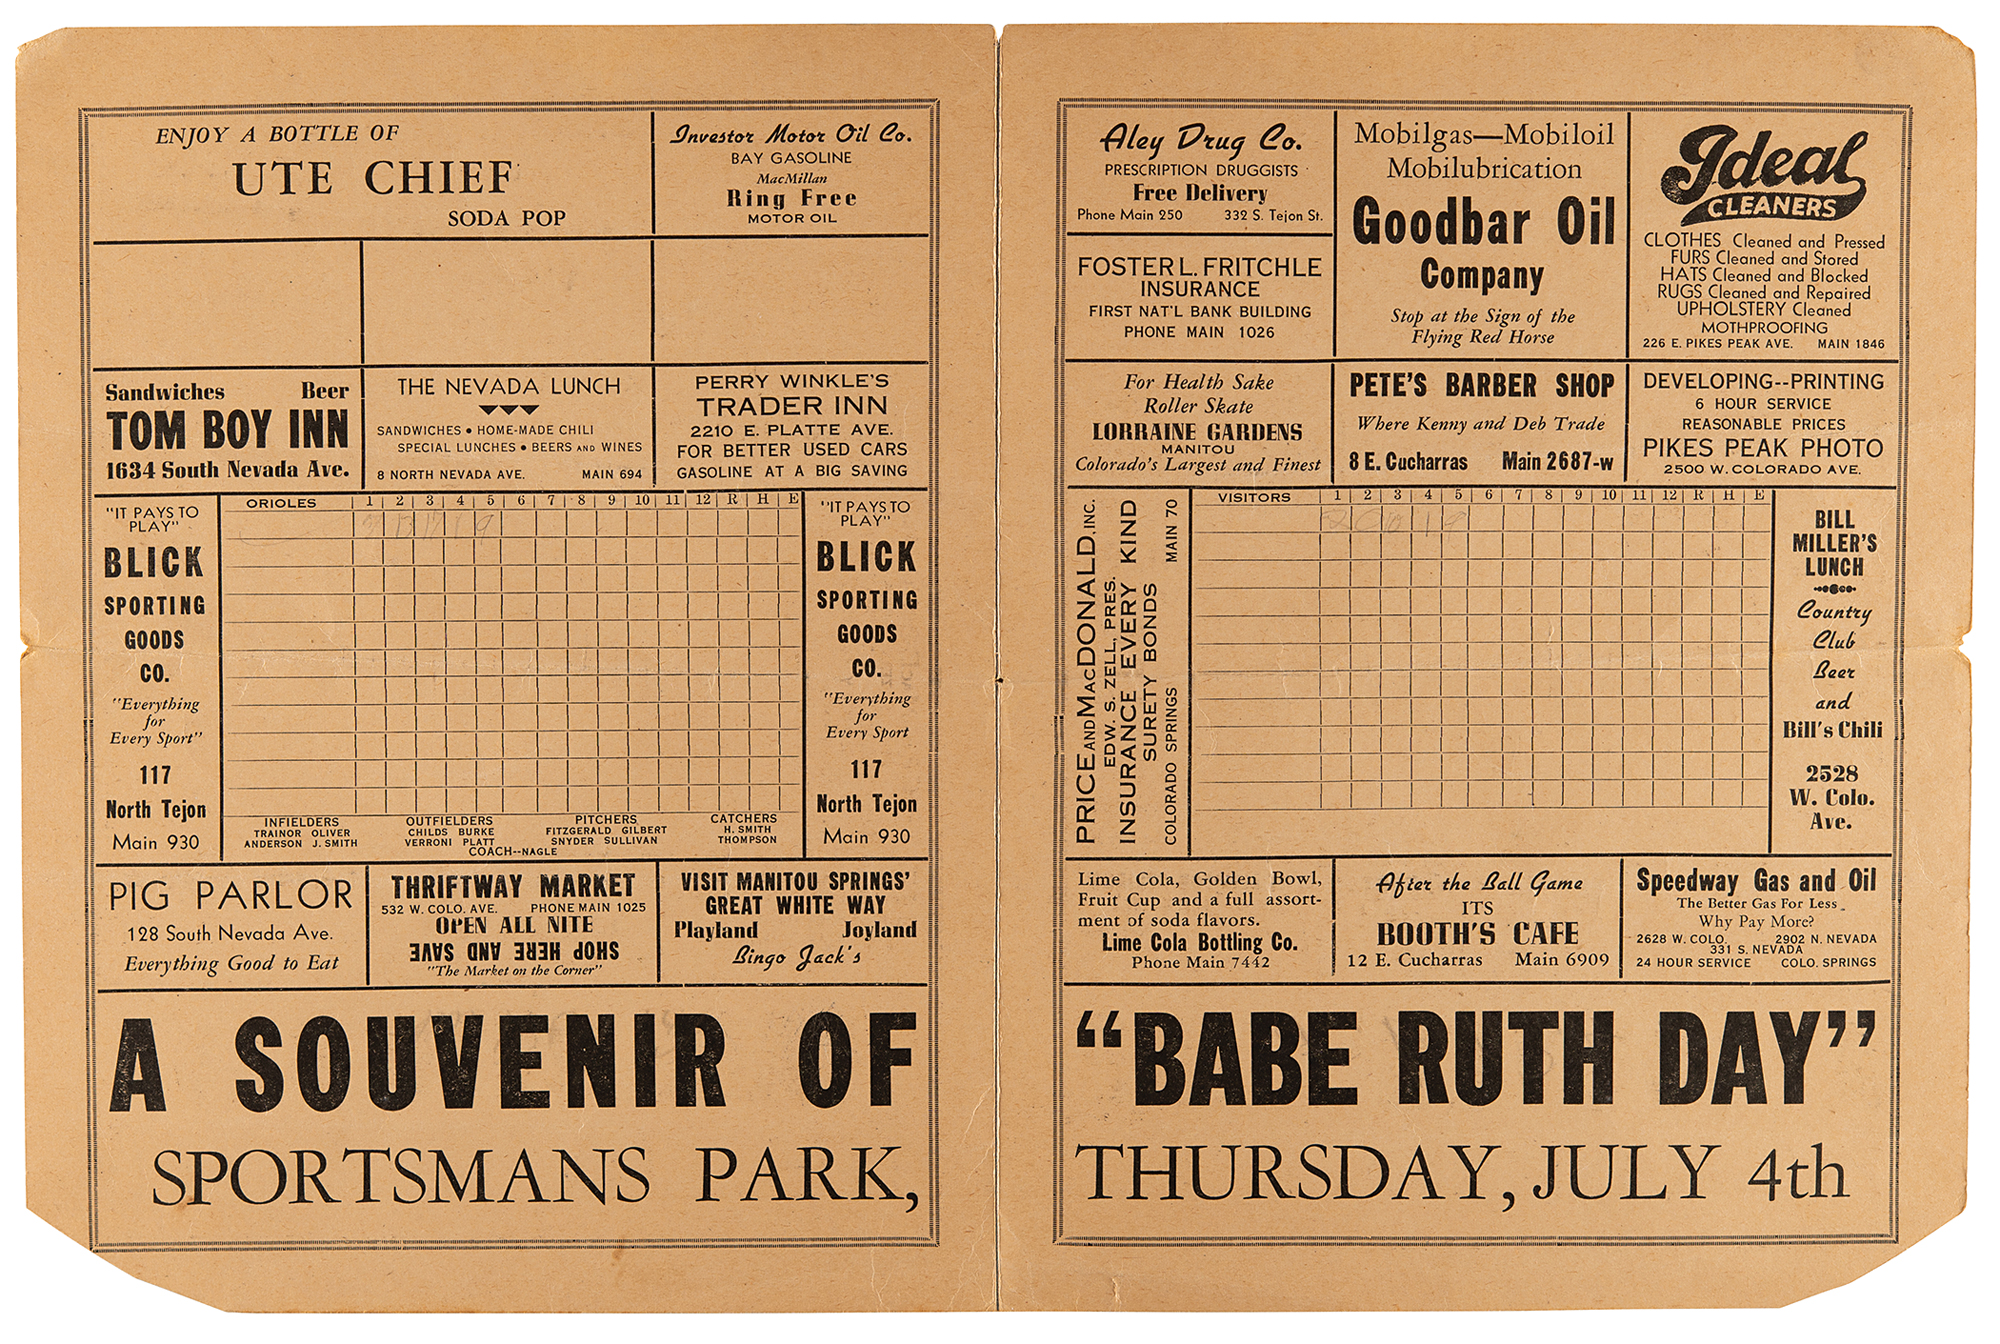 ENJOY A BOTTLE OF
UTE CHIEF
SODA POP
Investor Motor Oil Co.
BAY GASOLINE
MacMillan
Ring Free
MOTOR OIL
Sandwiches Beer
TOM BOY INN
1634 South Nevada Ave.
THE NEVADA LUNCH
SANDWICHES • HOME-MADE CHILI
SPECIAL LUNCHES • BEERS AND WINES
8 NORTH NEVADA AVE. MAIN 694
PERRY WINKLE'S
TRADER INN
2210 E. PLATTE AVE.
FOR BETTER USED CARS
GASOLINE AT A BIG SAVING
"IT PAYS TO
PLAY"
BLICK
SPORTING
GOODS
CO.
"Everything
for
Every Sport"
117
North Tejon
Main 930
ORIOLES 1 2 3 4 5 6 7 8 9 10 11 12 R H E
INFIELDERS
TRAINOR OLIVER
ANDERSON J. SMITH
OUTFIELDERS
CHILDS BURKE
VERRONI PLATT
PITCHERS
FITZGERALD GILBERT
SNYDER SULLIVAN
CATCHERS
H. SMITH
THOMPSON
COACH--NAGLE
"IT PAYS TO
PLAY"
BLICK
SPORTING
GOODS
CO.
"Everything
for
Every Sport
117
North Tejon
Main 930
PIG PARLOR
128 South Nevada Ave.
Everything Good to Eat
THRIFTWAY MARKET
532 W. COLO. AVE. PHONE MAIN 1025
OPEN ALL NITE
SHOP HERE AND SAVE
"The Market on the Corner"
VISIT MANITOU SPRINGS'
GREAT WHITE WAY
Playland Joyland
Bingo Jack's
A SOUVENIR OF
SPORTSMANS PARK,
Aley Drug Co.
PRESCRIPTION DRUGGISTS
Free Delivery
Phone Main 250 332 S. Tejon St.
FOSTER L. FRITCHLE
INSURANCE
FIRST NAT'L BANK BUILDING
PHONE MAIN 1026
Mobilgas—Mobiloil
Mobilubrication
Goodbar Oil
Company
Stop at the Sign of the
Flying Red Horse
Ideal
CLEANERS
CLOTHES Cleaned and Pressed
FURS Cleaned and Stored
HATS Cleaned and Blocked
RUGS Cleaned and Repaired
UPHOLSTERY Cleaned
MOTHPROOFING
226 E. PIKES PEAK AVE. MAIN 1846
For Health Sake
Roller Skate
LORRAINE GARDENS
MANITOU
Colorado's Largest and Finest
PETE'S BARBER SHOP
Where Kenny and Deb Trade
8 E. Cucharras Main 2687-w
DEVELOPING--PRINTING
6 HOUR SERVICE
REASONABLE PRICES
PIKES PEAK PHOTO
2500 W. COLORADO AVE.
PRICE AND MACDONALD, INC.
EDW. S. ZELL, PRES.
INSURANCE EVERY KIND
SURETY BONDS
COLORADO SPRINGS MAIN 70
VISITORS 1 2 3 4 5 6 7 8 9 10 11 12 R H E
BILL
MILLER'S
LUNCH
Country
Club
Beer
and
Bill's Chili
2528
W. Colo.
Ave.
Lime Cola, Golden Bowl,
Fruit Cup and a full assort-
ment of soda flavors.
Lime Cola Bottling Co.
Phone Main 7442
After the Ball Game
ITS
BOOTH'S CAFE
12 E. Cucharras Main 6909
Speedway Gas and Oil
The Better Gas For Less
Why Pay More?
2628 W. COLO. 2902 N. NEVADA
331 S. NEVADA
24 HOUR SERVICE COLO. SPRINGS
"BABE RUTH DAY"
THURSDAY, JULY 4th